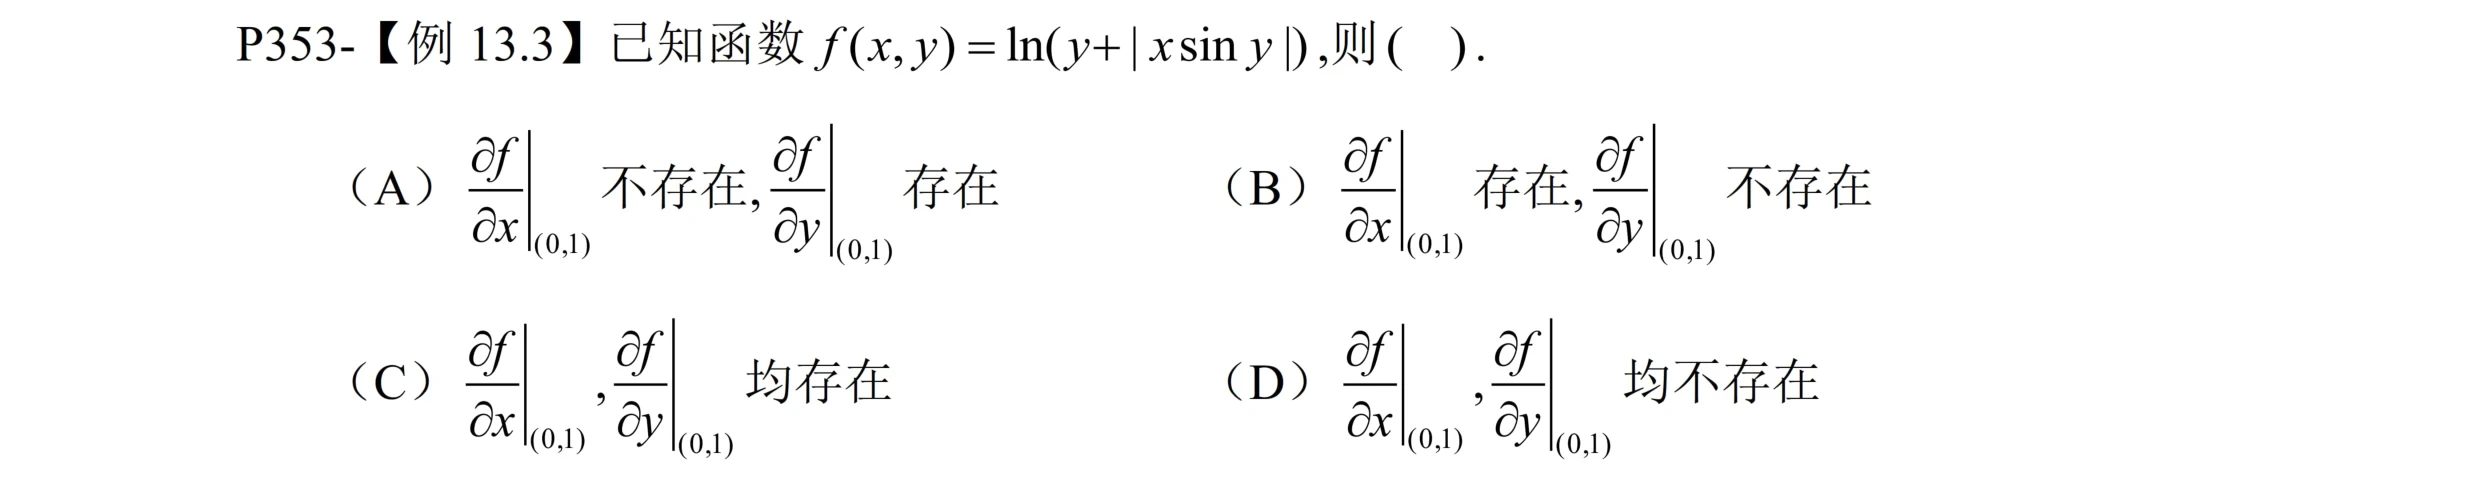 P353-【例 13.3】已知函数 f(x, y) = ln(y+| x sin y |) ,则(   ).
（A）∂f/∂x|(0,1) 不存在, ∂f/∂y|(0,1) 存在 （B）∂f/∂x|(0,1) 存在, ∂f/∂y|(0,1) 不存在
（C）∂f/∂x|(0,1) , ∂f/∂y|(0,1) 均存在 （D）∂f/∂x|(0,1) , ∂f/∂y|(0,1) 均不存在